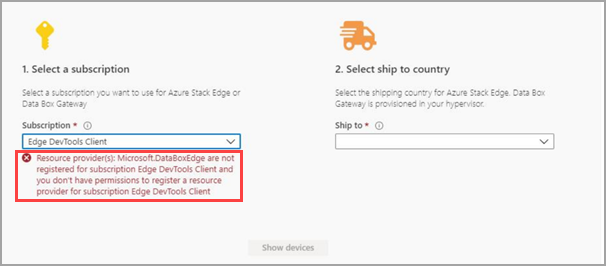 1. Select a subscription
Select a subscription you want to use for Azure Stack Edge or
Data Box Gateway
Subscription *
Edge DevTools Client
Resource provider(s): Microsoft.DataBoxEdge are not
registered for subscription Edge DevTools Client and
you don't have permissions to register a resource
provider for subscription Edge DevTools Client
2. Select ship to country
Select the shipping country for Azure Stack Edge. Data Box
Gateway is provisioned in your hypervisor.
Ship to *
Show devices